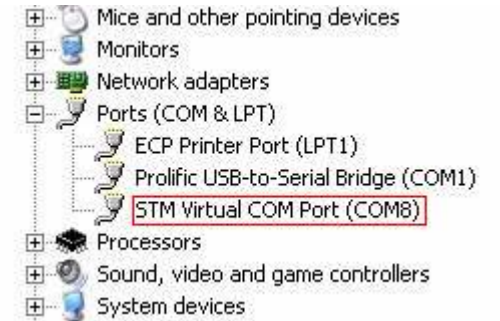 Mice and other pointing devices
Monitors
Network adapters
Ports (COM & LPT)
ECP Printer Port (LPT1)
Prolific USB-to-Serial Bridge (COM1)
STM Virtual COM Port (COM8)
Processors
Sound, video and game controllers
System devices